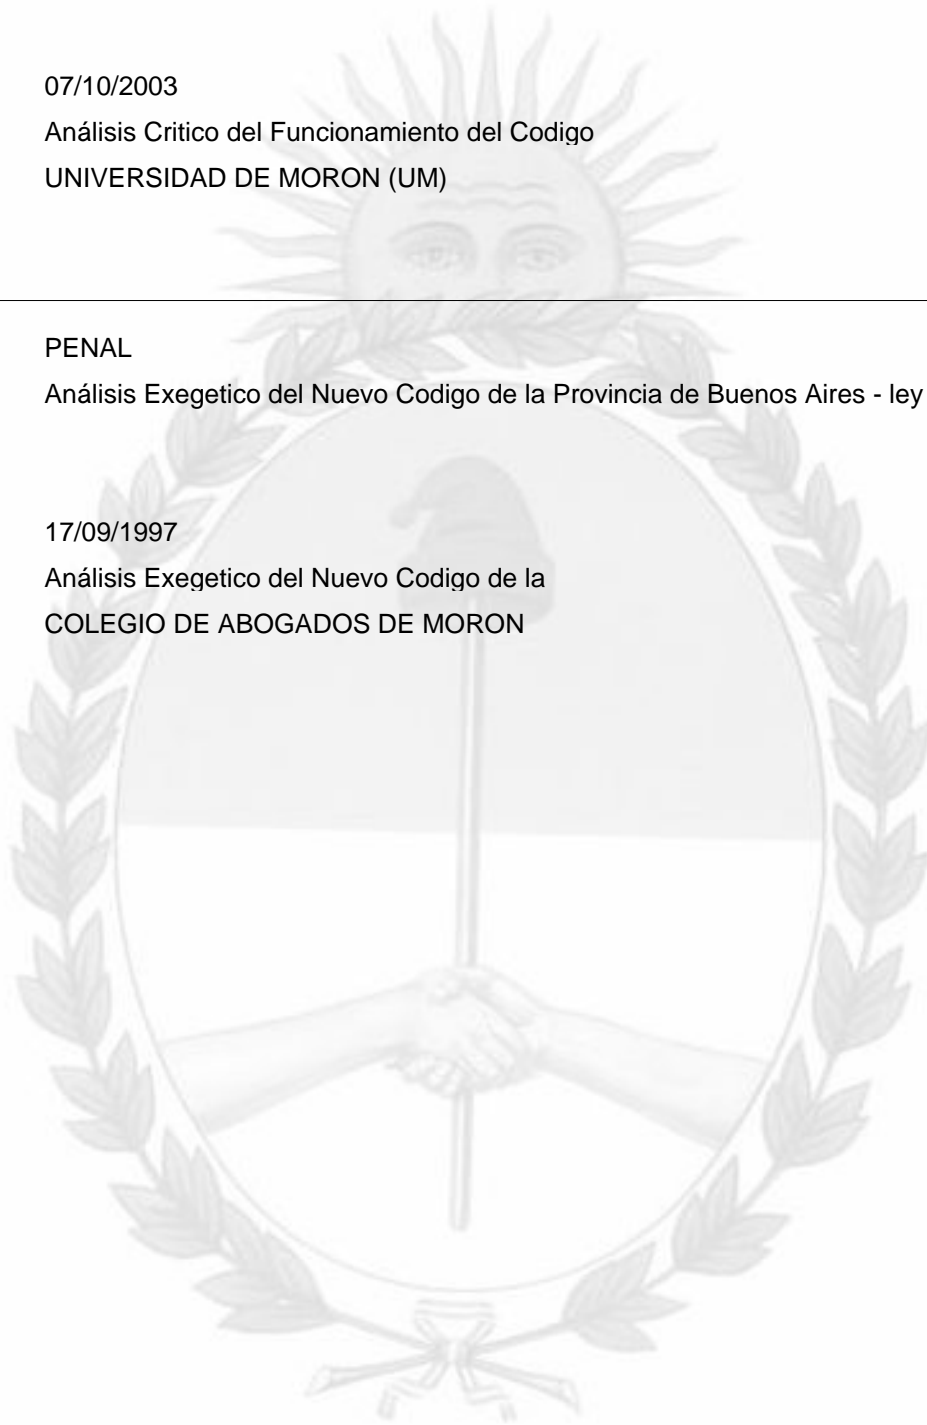 07/10/2003
Análisis Critico del Funcionamiento del Codigo
UNIVERSIDAD DE MORON (UM)
PENAL
Análisis Exegetico del Nuevo Codigo de la Provincia de Buenos Aires - ley
17/09/1997
Análisis Exegetico del Nuevo Codigo de la
COLEGIO DE ABOGADOS DE MORON